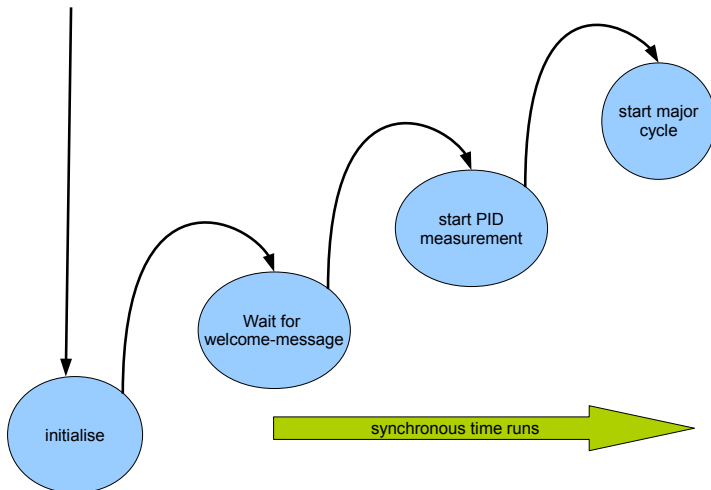 start major
cycle
start PID
measurement
Wait for
welcome-message
initialise
synchronous time runs